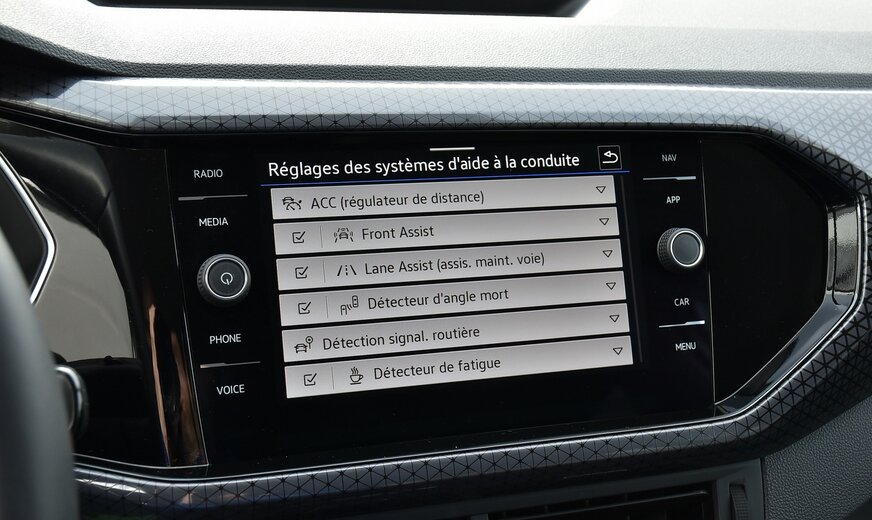 RADIO
MEDIA
PHONE
VOICE
Réglages des systèmes d'aide à la conduite
ACC (régulateur de distance)
Front Assist
Lane Assist (assis. maint. voie)
Détecteur d'angle mort
Détection signal. routière
Détecteur de fatigue
NAV
APP
CAR
MENU